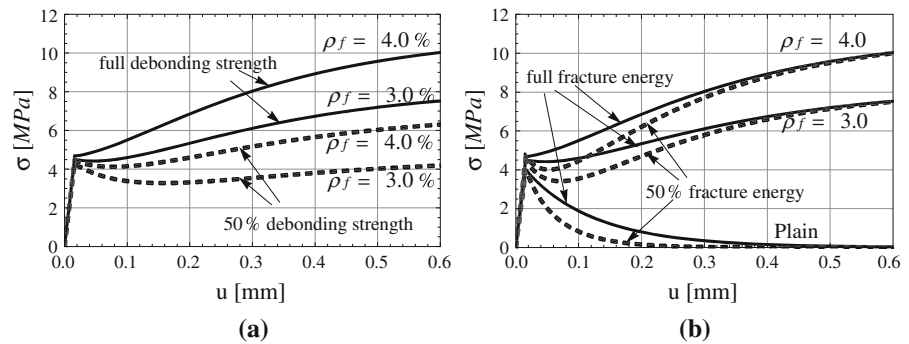 12
10
8
6
4
2
0
σ [MPa]
ρf = 4.0 %
full debonding strength
ρf = 3.0 %
ρf = 4.0 %
ρf = 3.0 %
50 % debonding strength
0.0 0.1 0.2 0.3 0.4 0.5 0.6
u [mm]
(a)
12
10
8
6
4
2
0
σ [MPa]
ρf = 4.0
full fracture energy
ρf = 3.0
50 % fracture energy
Plain
0.0 0.1 0.2 0.3 0.4 0.5 0.6
u [mm]
(b)